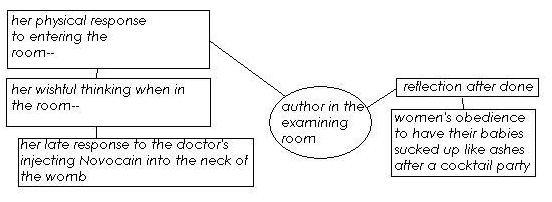 her physical response
to entering the
room--
her wishful thinking when in
the room--
her late response to the doctor's
injecting Novocain into the neck of
the womb
author in the
examining
room
reflection after done
women's obedience
to have their babies
sucked up like ashes
after a cocktail party